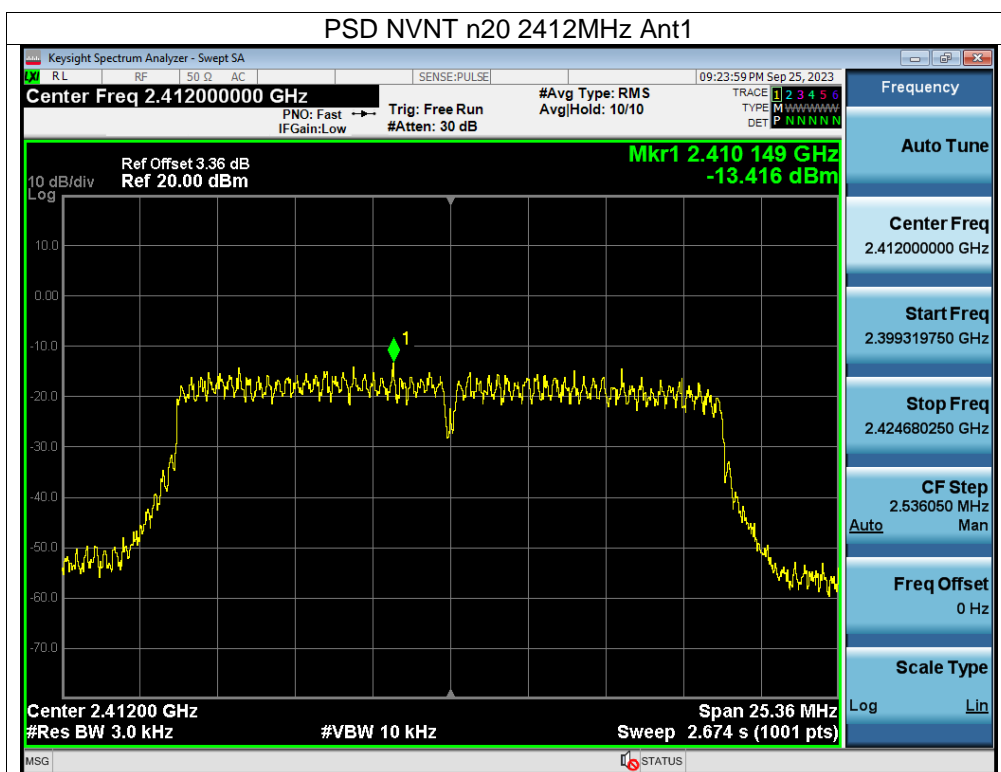 PSD NVNT n20 2412MHz Ant1
Keysight Spectrum Analyzer - Swept SA
LXI RL RF 50 Ω AC SENSE:PULSE 09:23:59 PM Sep 25, 2023
Center Freq 2.412000000 GHz
PNO: Fast
IFGain:Low
Trig: Free Run
#Atten: 30 dB
#Avg Type: RMS
Avg|Hold: 10/10
TRACE 1 2 3 4 5 6
TYPE M WWWWW
DET P NNNNN
Ref Offset 3.36 dB
Ref 20.00 dBm
10 dB/div
Log
Mkr1 2.410 149 GHz
-13.416 dBm
10.0
0.00
-10.0
-20.0
-30.0
-40.0
-50.0
-60.0
-70.0
1
Center 2.41200 GHz
#Res BW 3.0 kHz
#VBW 10 kHz
Span 25.36 MHz
Sweep 2.674 s (1001 pts)
MSG
STATUS
Frequency
Auto Tune
Center Freq
2.412000000 GHz
Start Freq
2.399319750 GHz
Stop Freq
2.424680250 GHz
CF Step
2.536050 MHz
Auto Man
Freq Offset
0 Hz
Scale Type
Log Lin